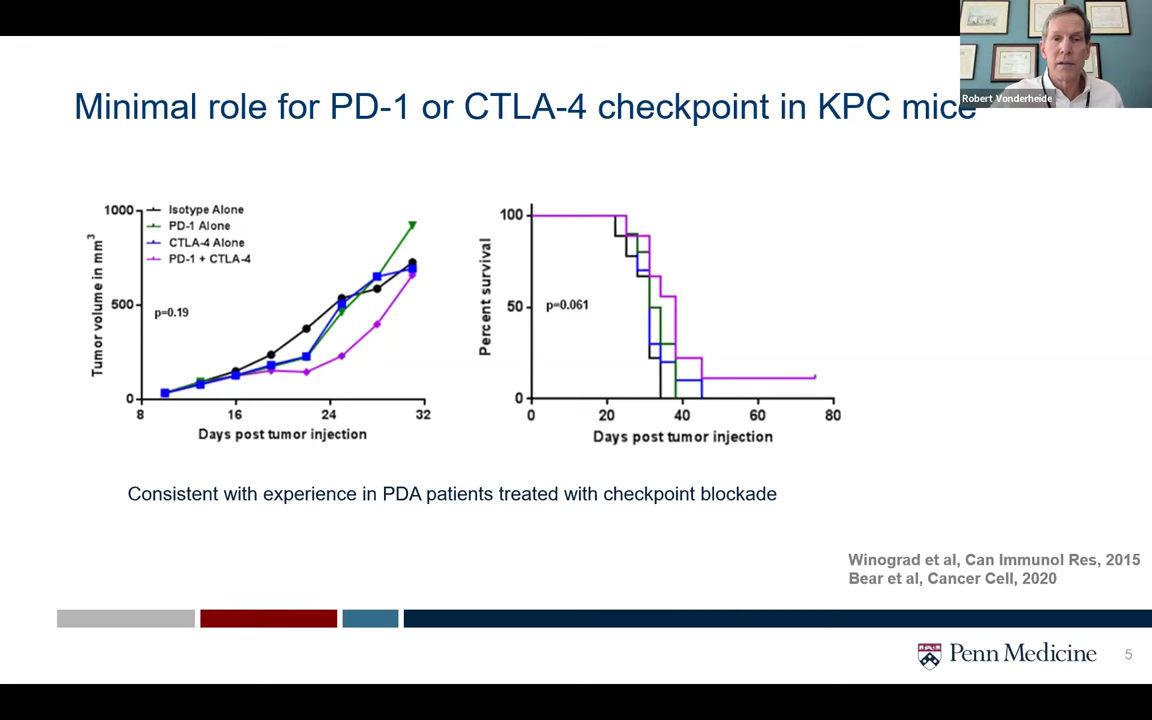 Robert Vonderheide
Minimal role for PD-1 or CTLA-4 checkpoint in KPC mice
Tumor volume in mm3
1000
500
0
8
16
24
32
Days post tumor injection
Isotype Alone
PD-1 Alone
CTLA-4 Alone
PD-1 + CTLA-4
p=0.19
Percent survival
100
50
0
0
20
40
60
80
Days post tumor injection
p=0.061
Consistent with experience in PDA patients treated with checkpoint blockade
Winograd et al, Can Immunol Res, 2015
Bear et al, Cancer Cell, 2020
Penn Medicine
5